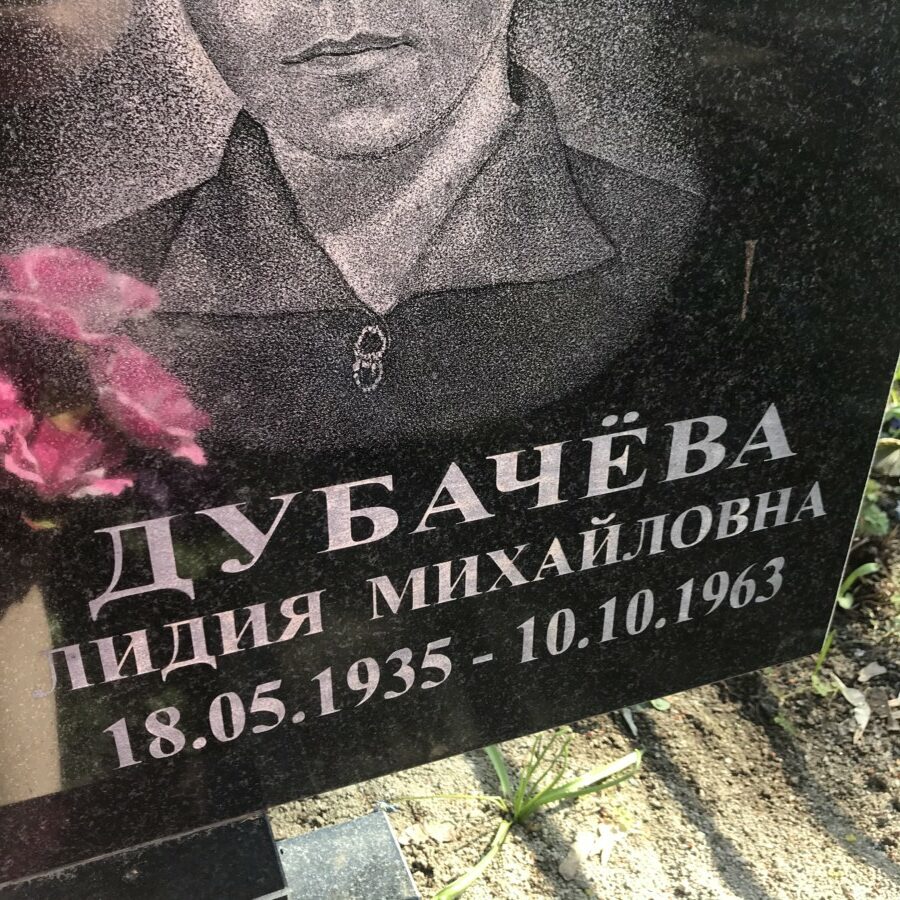 ДУБАЧЁВА
ЛИДИЯ МИХАЙЛОВНА
18.05.1935 - 10.10.1963